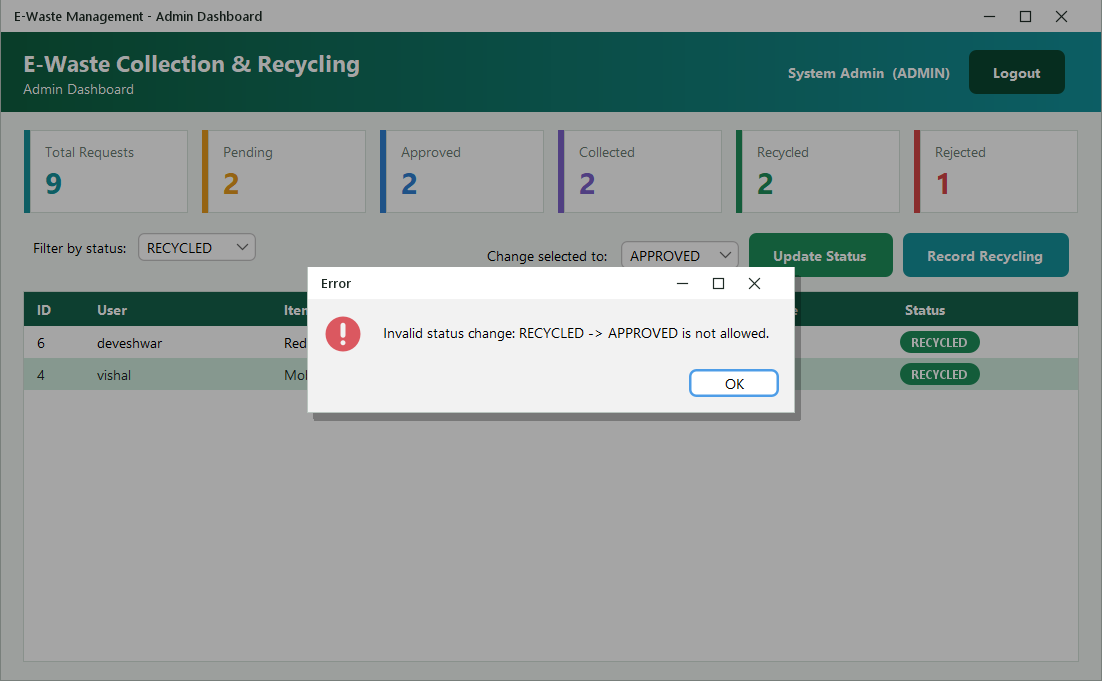 E-Waste Management - Admin Dashboard
E-Waste Collection & Recycling
Admin Dashboard
System Admin (ADMIN)
Logout
Total Requests
9
Pending
2
Approved
2
Collected
2
Recycled
2
Rejected
1
Filter by status:
RECYCLED
Change selected to:
APPROVED
Update Status
Record Recycling
Error
Invalid status change: RECYCLED -> APPROVED is not allowed.
OK
ID User Status
6 deveshwar RECYCLED
4 vishal RECYCLED